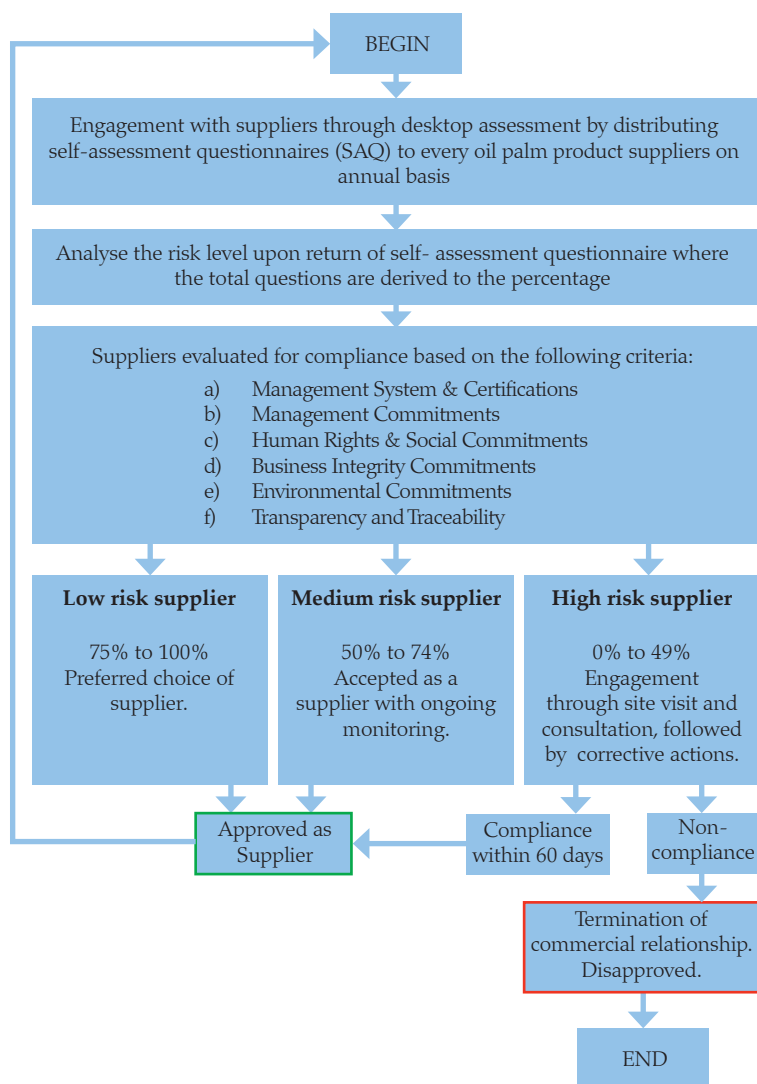 BEGIN
Engagement with suppliers through desktop assessment by distributing
self-assessment questionnaires (SAQ) to every oil palm product suppliers on
annual basis
Analyse the risk level upon return of self- assessment questionnaire where
the total questions are derived to the percentage
Suppliers evaluated for compliance based on the following criteria:
a) Management System & Certifications
b) Management Commitments
c) Human Rights & Social Commitments
d) Business Integrity Commitments
e) Environmental Commitments
f) Transparency and Traceability
Low risk supplier
75% to 100%
Preferred choice of
supplier.
Medium risk supplier
50% to 74%
Accepted as a
supplier with ongoing
monitoring.
High risk supplier
0% to 49%
Engagement
through site visit and
consultation, followed
by corrective actions.
Approved as
Supplier
Compliance
within 60 days
Non-
compliance
Termination of
commercial relationship.
Disapproved.
END